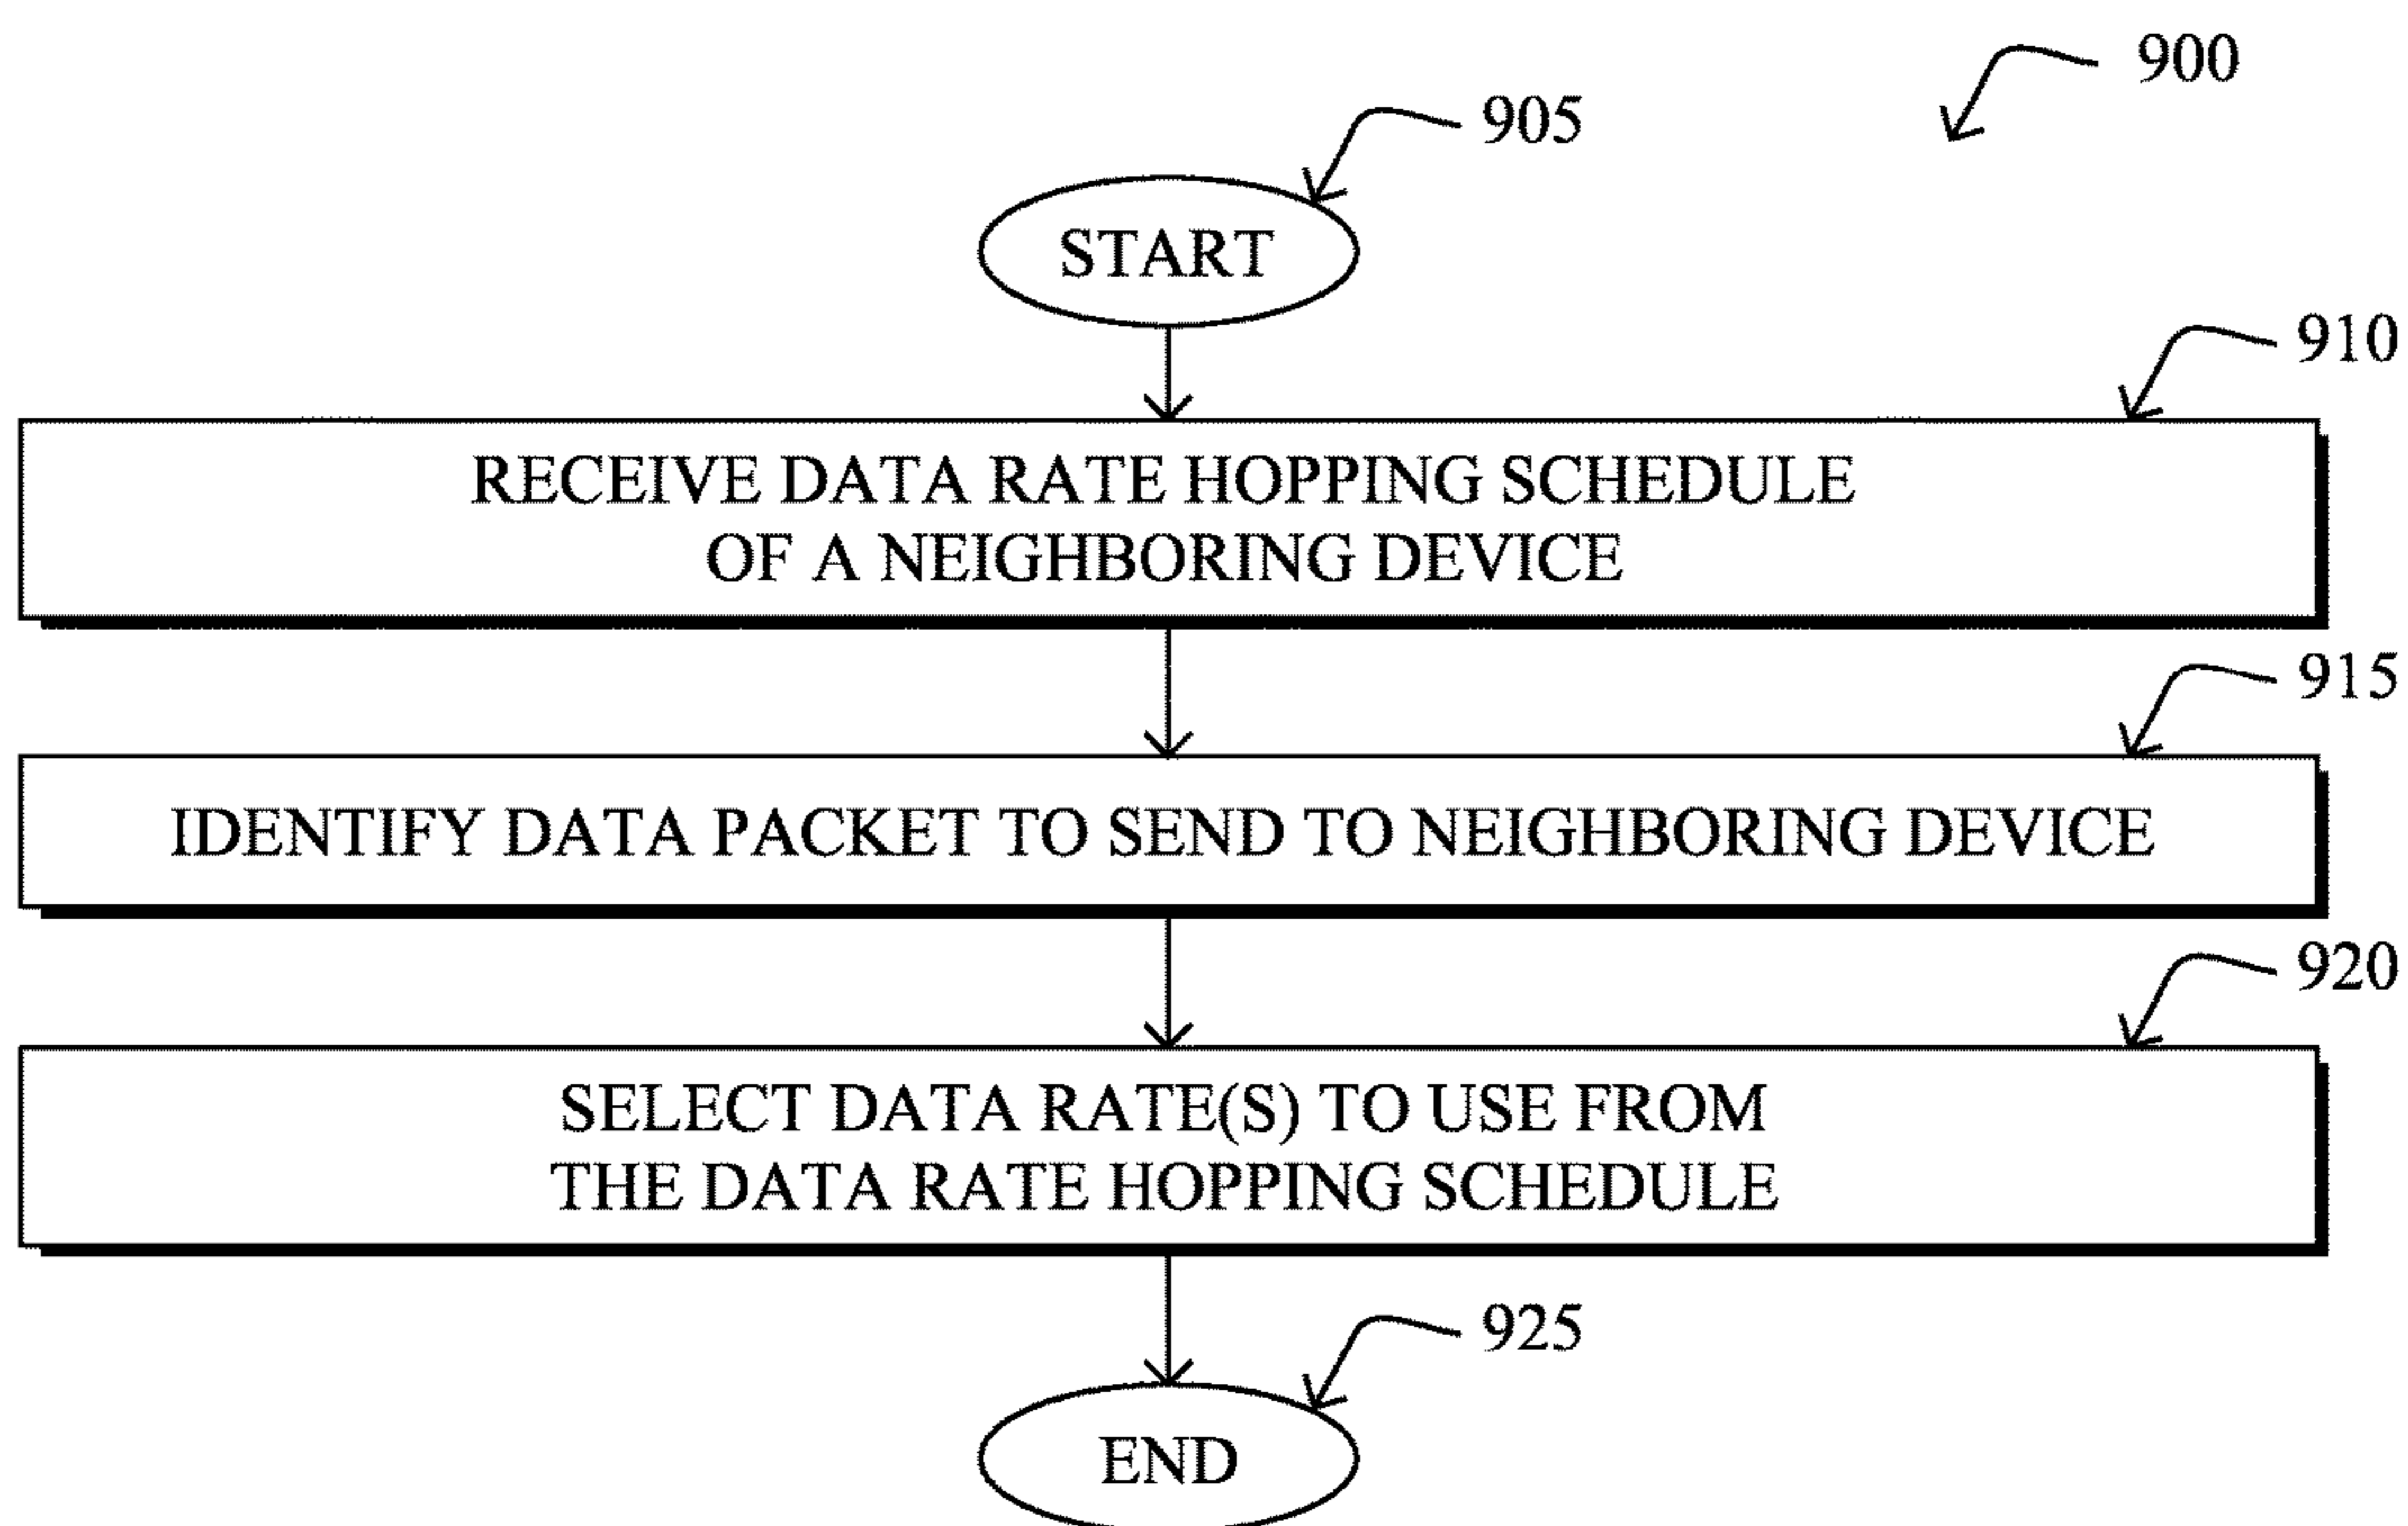 900
905
START
910
RECEIVE DATA RATE HOPPING SCHEDULE
OF A NEIGHBORING DEVICE
915
IDENTIFY DATA PACKET TO SEND TO NEIGHBORING DEVICE
920
SELECT DATA RATE(S) TO USE FROM
THE DATA RATE HOPPING SCHEDULE
925
END